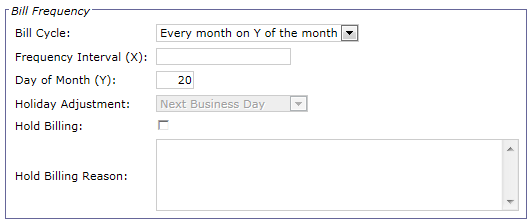 Bill Frequency
Bill Cycle: Every month on Y of the month
Frequency Interval (X):
Day of Month (Y): 20
Holiday Adjustment: Next Business Day
Hold Billing:
Hold Billing Reason: